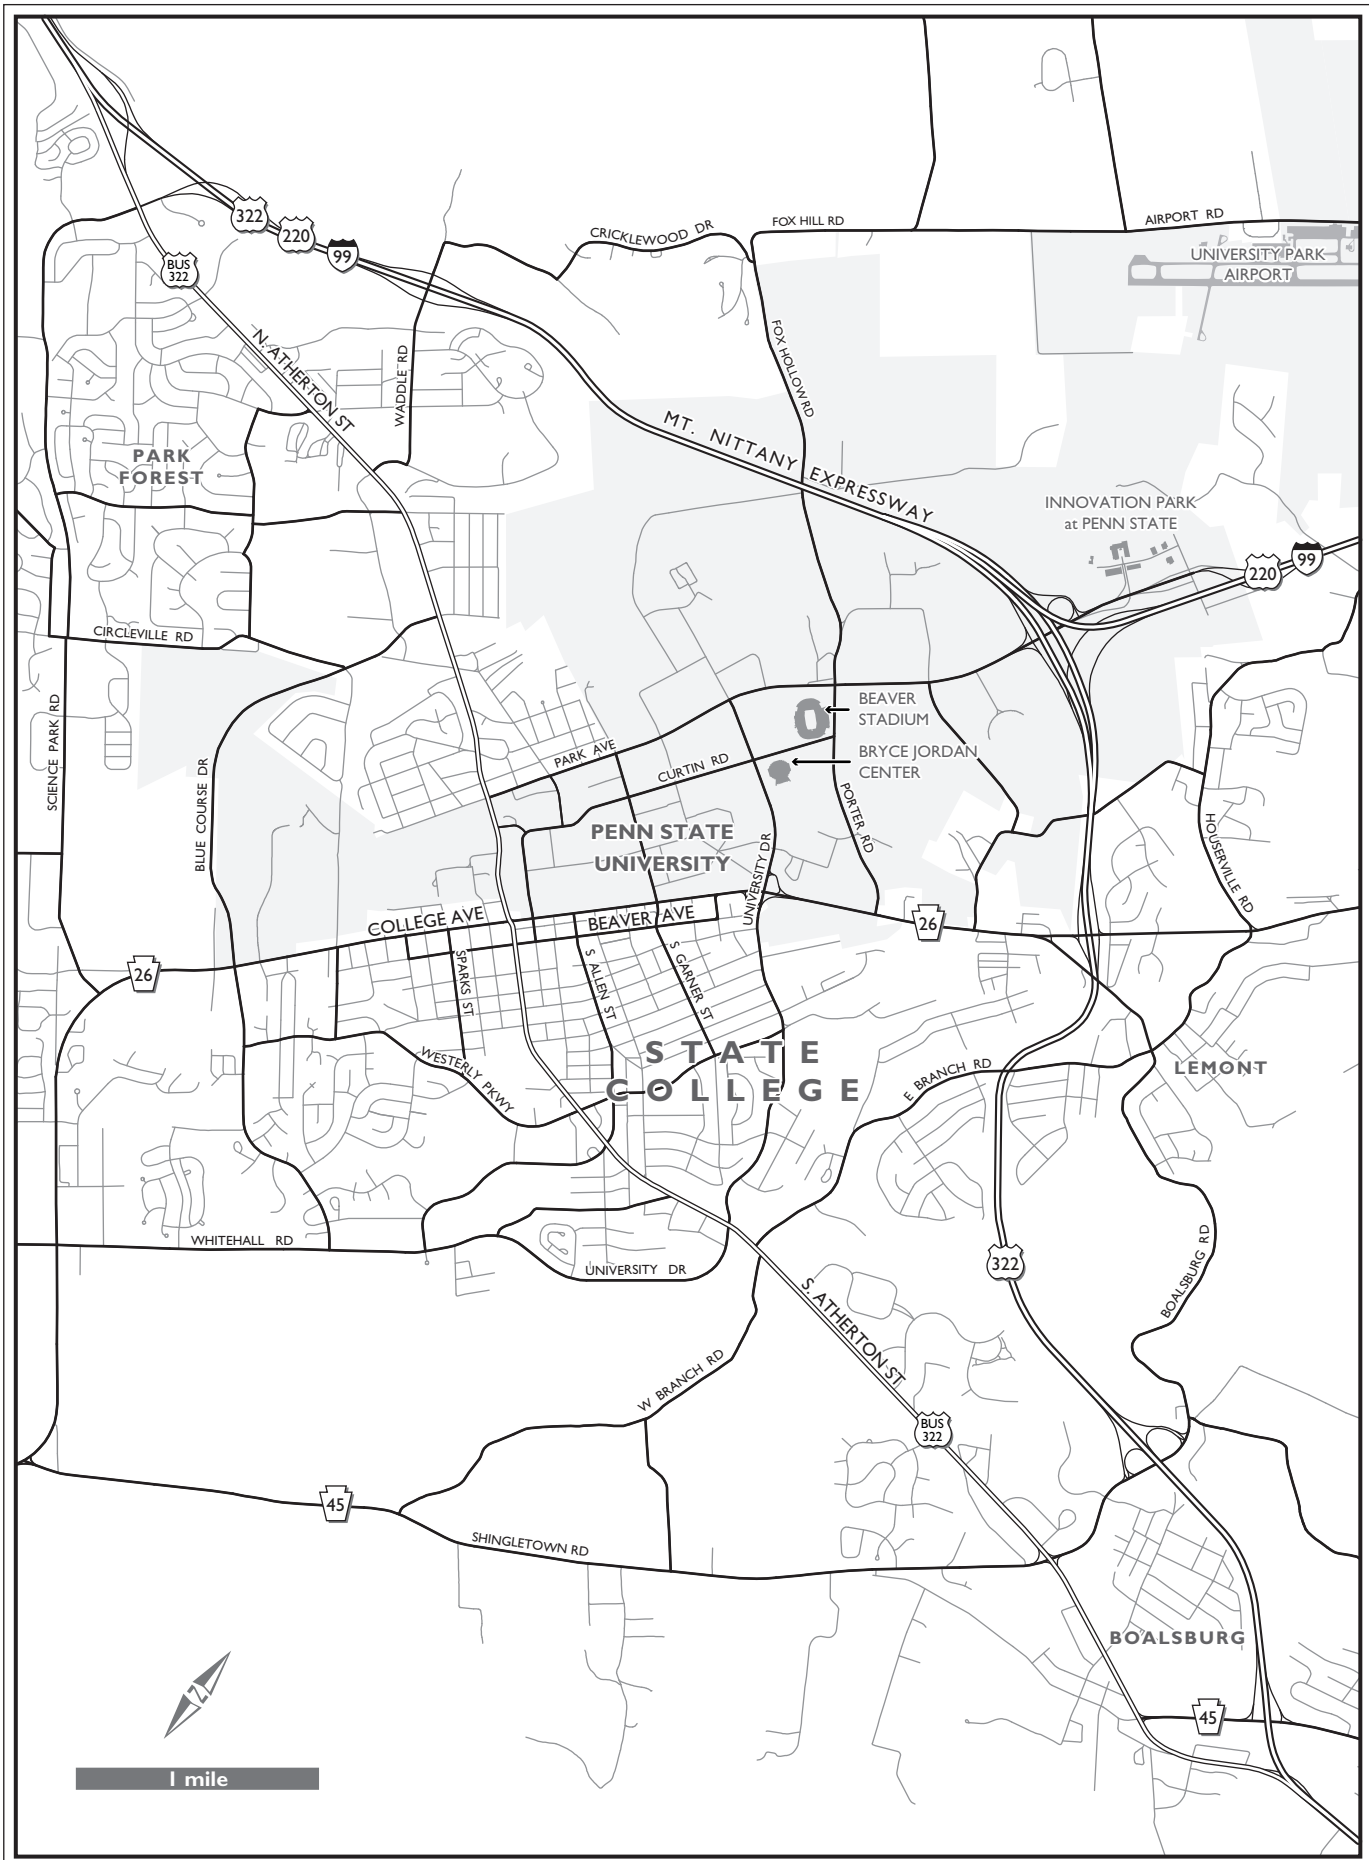 322
220
99
BUS
322
CRICKLEWOOD DR
FOX HILL RD
AIRPORT RD
UNIVERSITY PARK
AIRPORT
N. ATHERTON ST
WADDLE RD
FOX HOLLOW RD
MT. NITTANY EXPRESSWAY
PARK
FOREST
INNOVATION PARK
at PENN STATE
220
99
CIRCLEVILLE RD
SCIENCE PARK RD
BLUE COURSE DR
BEAVER
STADIUM
BRYCE JORDAN
CENTER
PARK AVE
CURTIN RD
PORTER RD
PENN STATE
UNIVERSITY
UNIVERSITY DR
HOUSERVILLE RD
COLLEGE AVE
BEAVER AVE
26
26
SPARKS ST
S ALLEN ST
S GARNER ST
STATE
COLLEGE
WESTERLY PKWY
E BRANCH RD
LEMONT
WHITEHALL RD
UNIVERSITY DR
322
BOALSBURG RD
S. ATHERTON ST
W BRANCH RD
BUS
322
45
SHINGLETOWN RD
BOALSBURG
45
N
1 mile